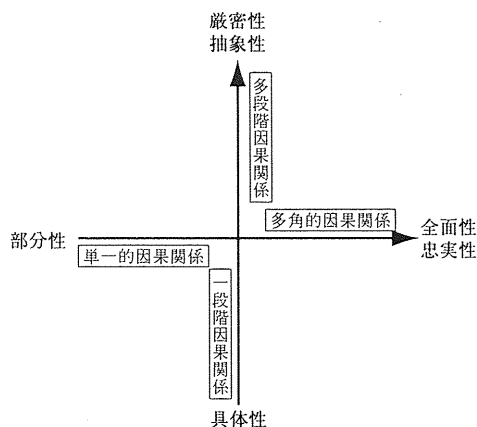 厳密性
抽象性
多段階因果関係
多角的因果関係
部分性
全面性
忠実性
単一的因果関係
一段階因果関係
具体性